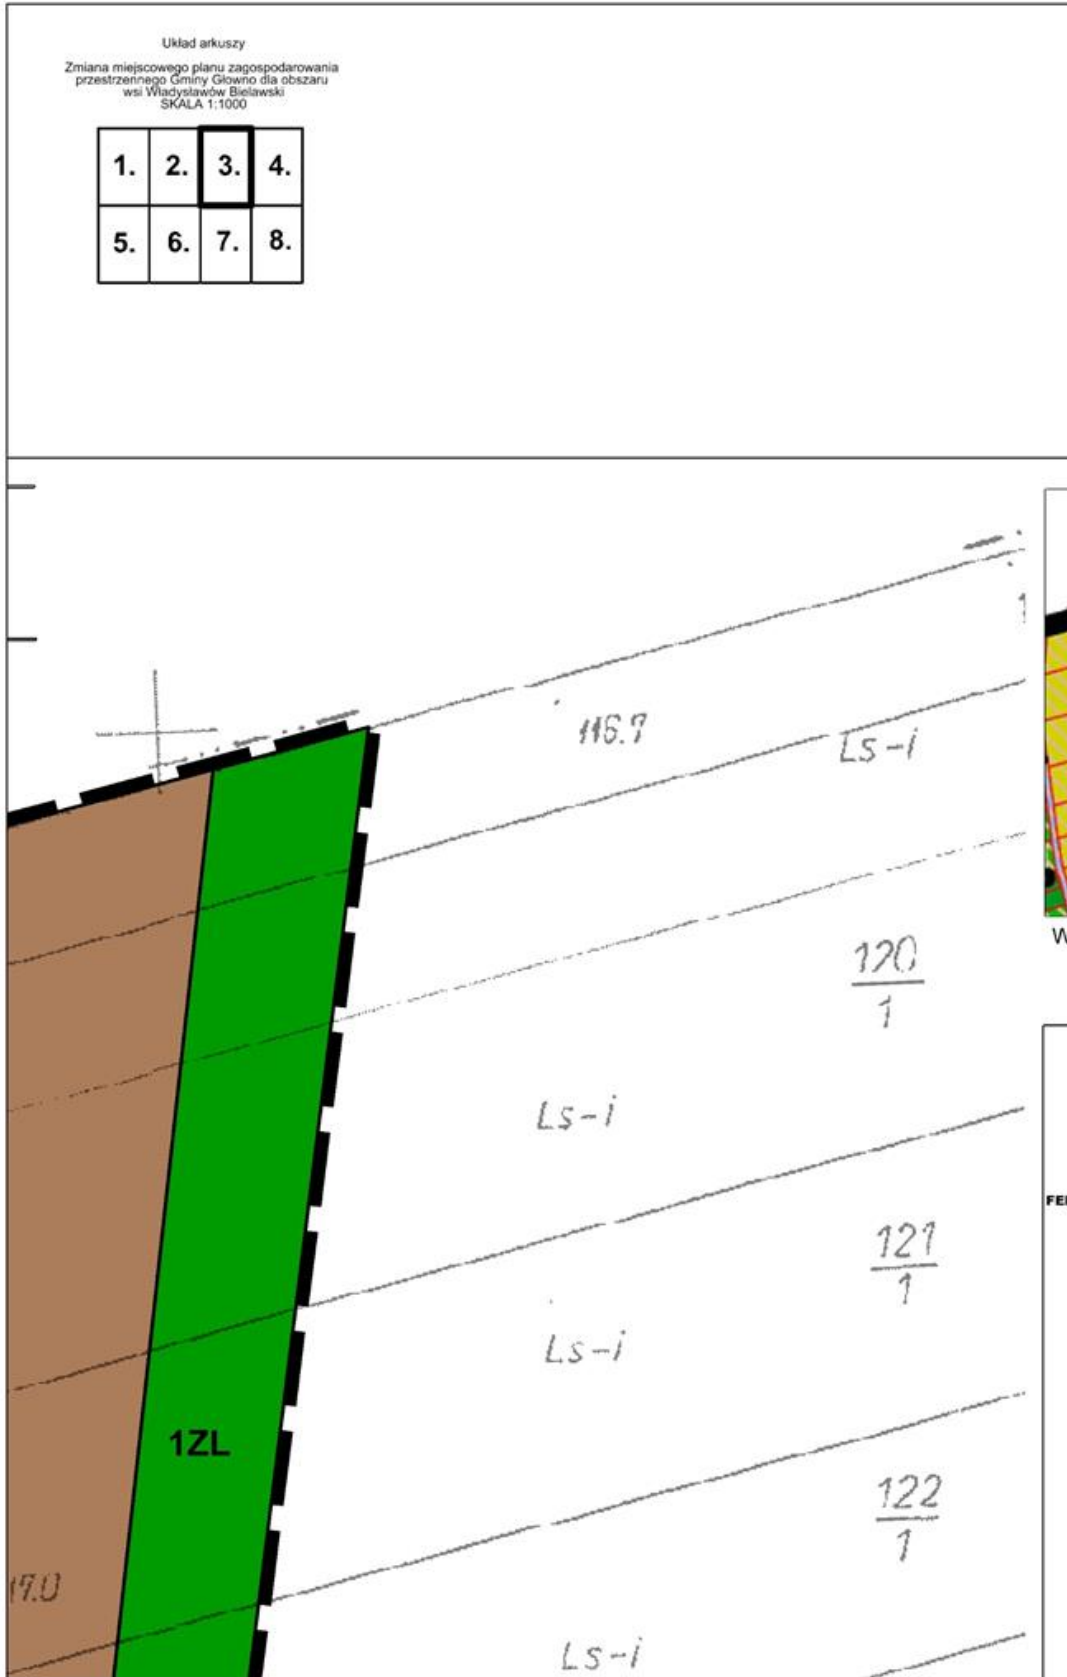 Układ arkuszy
Zmiana miejscowego planu zagospodarowania
przestrzennego Gminy Głowno dla obszaru
wsi Władysławów Bielawski
SKALA 1:1000
1. 2. 3. 4.
5. 6. 7. 8.
116.7
Ls-i
120
1
Ls-i
121
1
Ls-i
1ZL
122
1
17.0
Ls-i